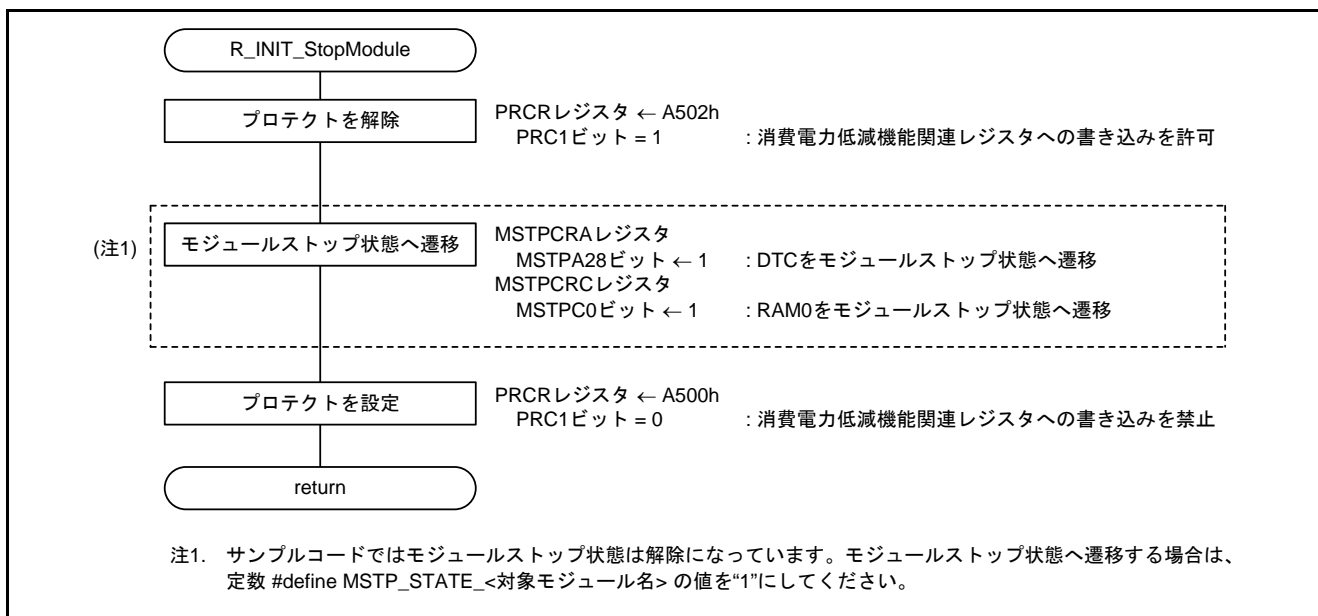 R_INIT_StopModule
プロテクトを解除
PRCRレジスタ ← A502h
PRC1ビット = 1 : 消費電力低減機能関連レジスタへの書き込みを許可
(注1)
モジュールストップ状態へ遷移
MSTPCRAレジスタ
MSTPA28ビット ← 1 : DTCをモジュールストップ状態へ遷移
MSTPCRCレジスタ
MSTPC0ビット ← 1 : RAM0をモジュールストップ状態へ遷移
プロテクトを設定
PRCRレジスタ ← A500h
PRC1ビット = 0 : 消費電力低減機能関連レジスタへの書き込みを禁止
return
注1. サンプルコードではモジュールストップ状態は解除になっています。モジュールストップ状態へ遷移する場合は、
定数 #define MSTP_STATE_<対象モジュール名> の値を“1”にしてください。